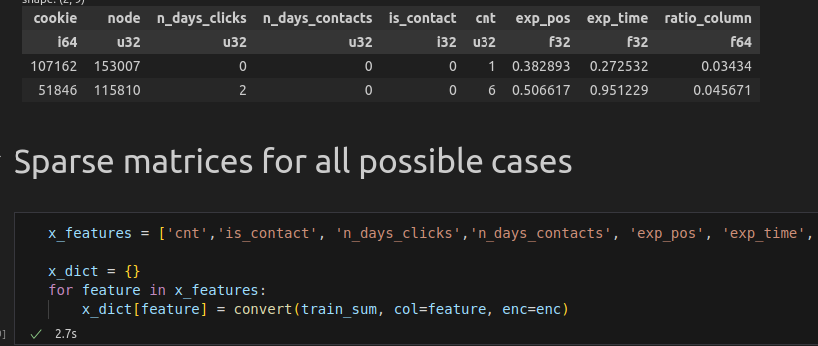 shape: (2, 9)
cookie node n_days_clicks n_days_contacts is_contact cnt exp_pos exp_time ratio_column
i64 u32 u32 u32 i32 u32 f32 f32 f64
107162 153007 0 0 0 1 0.382893 0.272532 0.03434
51846 115810 2 0 0 6 0.506617 0.951229 0.045671
Sparse matrices for all possible cases
x_features = ['cnt','is_contact', 'n_days_clicks','n_days_contacts', 'exp_pos', 'exp_time',
x_dict = {}
for feature in x_features:
    x_dict[feature] = convert(train_sum, col=feature, enc=enc)
✓ 2.7s